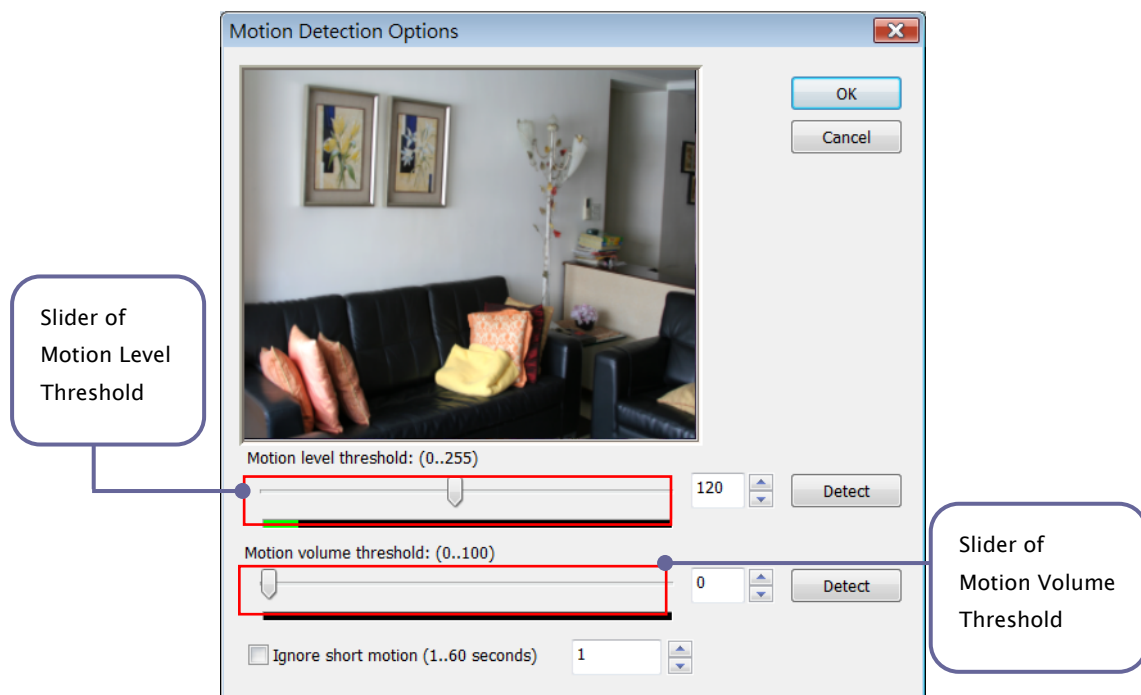 Motion Detection Options
OK
Cancel
Slider of
Motion Level
Threshold
Motion level threshold: (0..255)
120
Detect
Motion volume threshold: (0..100)
0
Detect
Slider of
Motion Volume
Threshold
Ignore short motion (1..60 seconds)
1